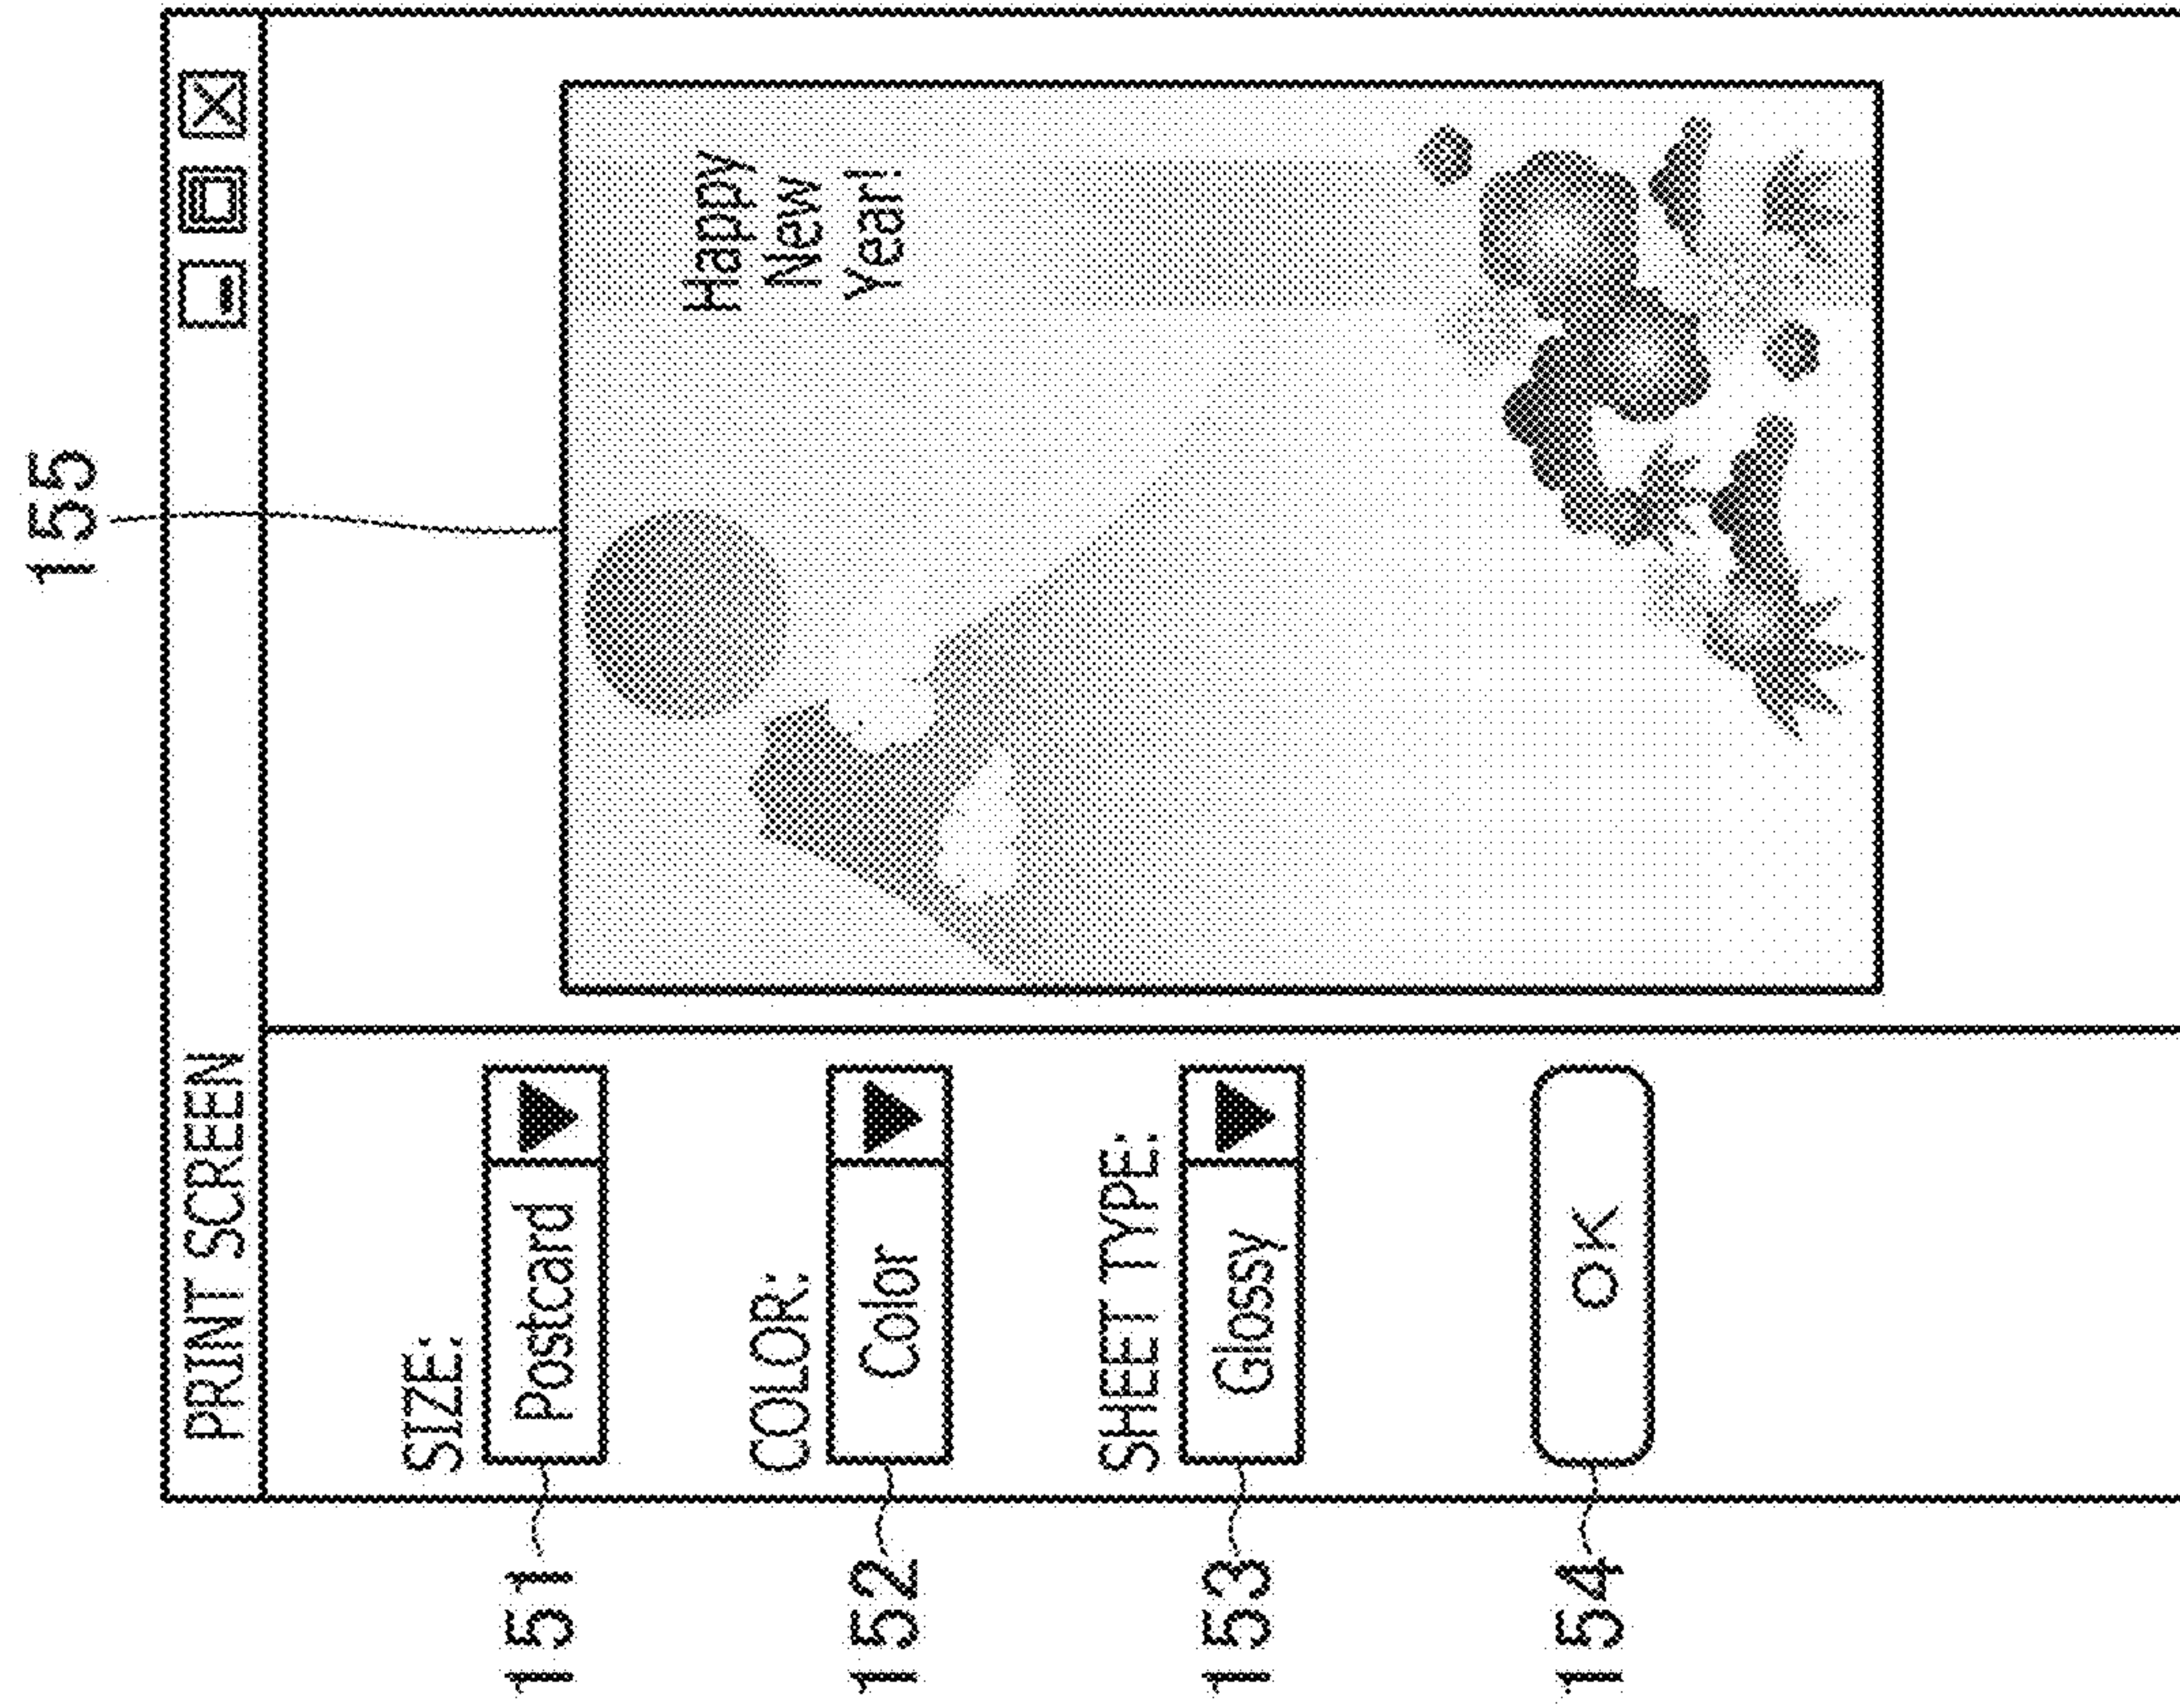 155
PRINT SCREEN
SIZE:
151
Postcard
COLOR:
152
Color
SHEET TYPE:
153
Glossy
154
OK
Happy
New
Year!